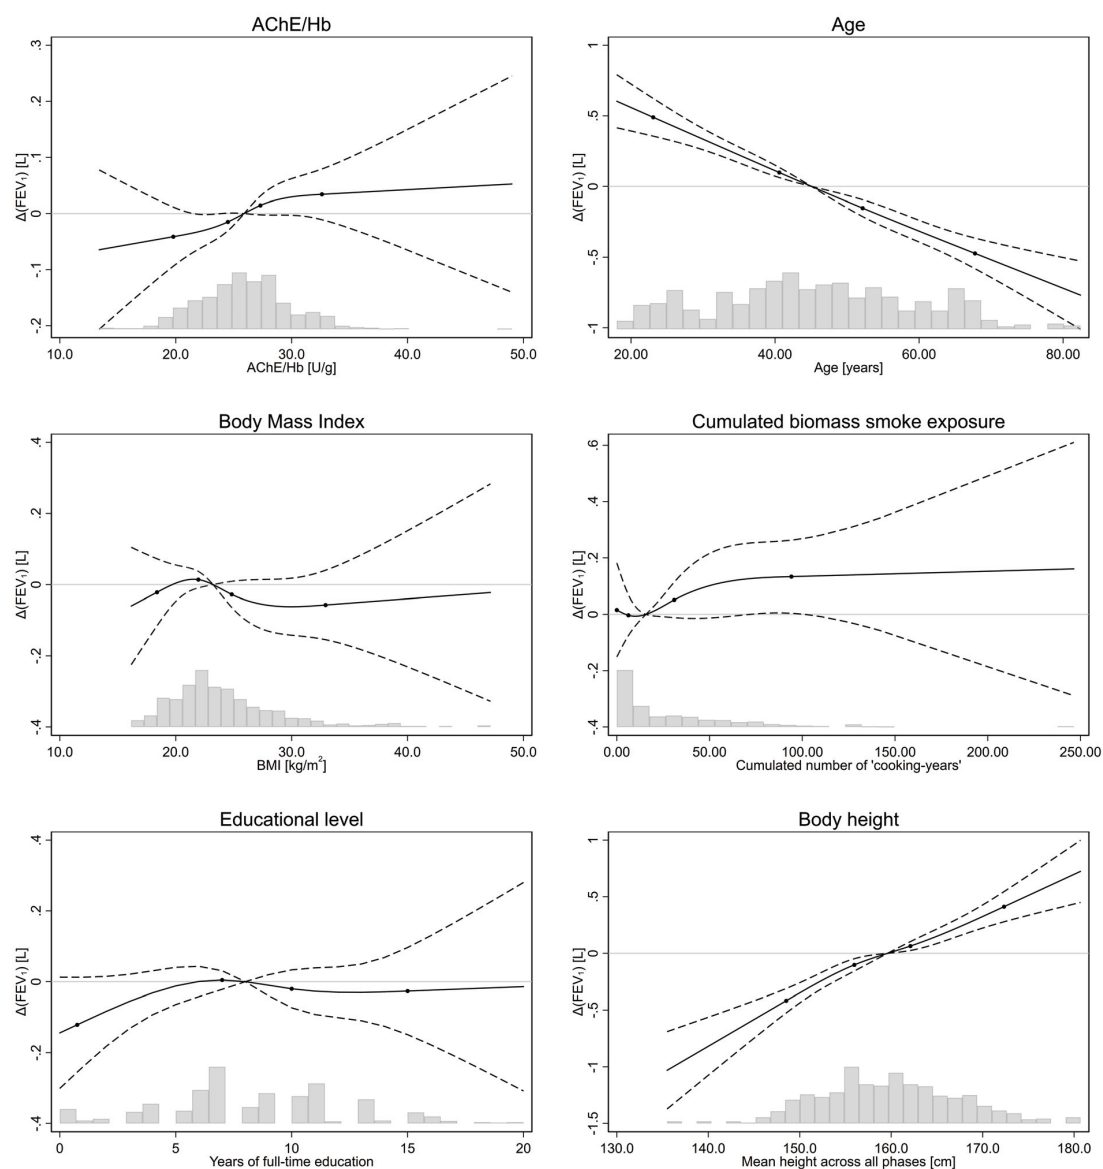 AChE/Hb
Δ(FEV₁) [L]
.3
.2
.1
0
-.1
-.2
10.0 20.0 30.0 40.0 50.0
AChE/Hb [U/g]
Age
Δ(FEV₁) [L]
1
.5
0
-.5
-1
20.00 40.00 60.00 80.00
Age [years]
Body Mass Index
Δ(FEV₁) [L]
.4
.2
0
-.2
-.4
10.0 20.0 30.0 40.0 50.0
BMI [kg/m²]
Cumulated biomass smoke exposure
Δ(FEV₁) [L]
.6
.4
.2
0
-.2
-.4
0.00 50.00 100.00 150.00 200.00 250.00
Cumulated number of 'cooking-years'
Educational level
Δ(FEV₁) [L]
.4
.2
0
-.2
-.4
0 5 10 15 20
Years of full-time education
Body height
Δ(FEV₁) [L]
1
.5
0
-.5
-1
-1.5
130.0 140.0 150.0 160.0 170.0 180.0
Mean height across all phases [cm]